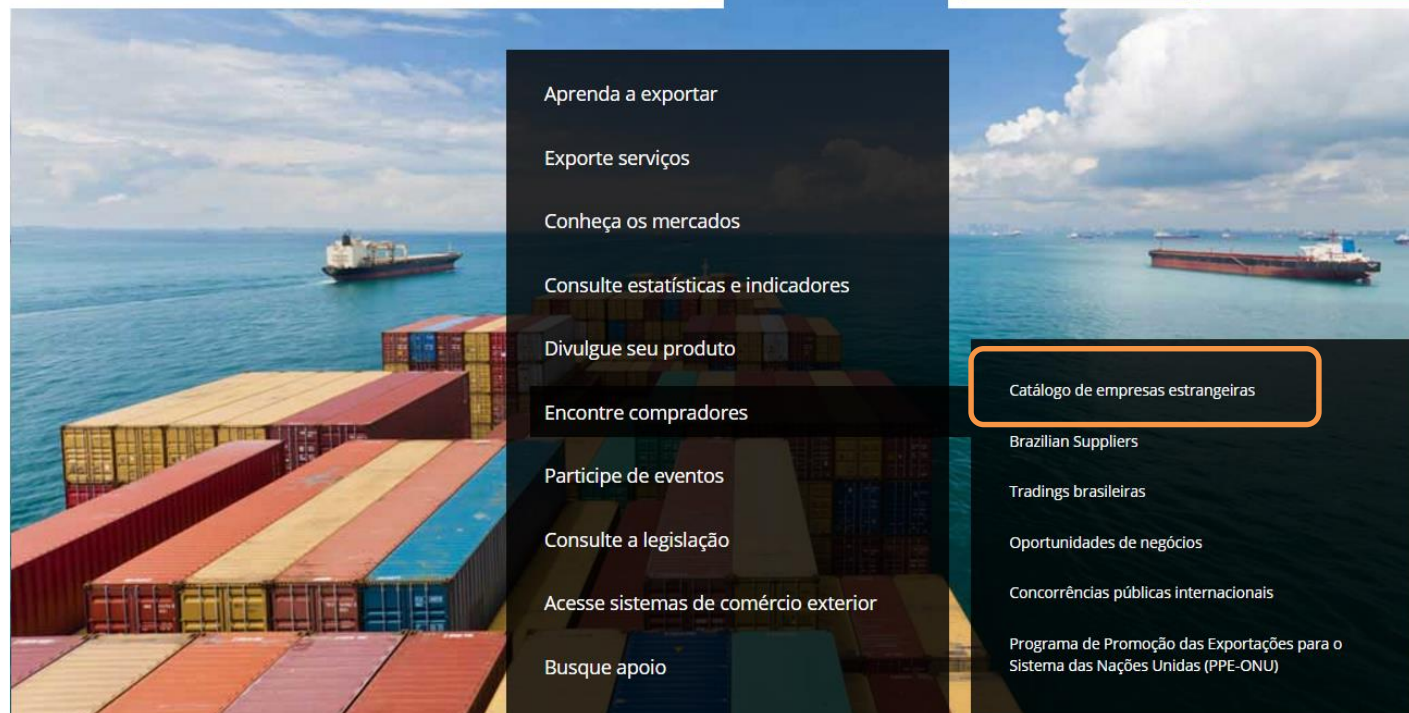 Aprenda a exportar
Exporte serviços
Conheça os mercados
Consulte estatísticas e indicadores
Divulgue seu produto
Encontre compradores
Participe de eventos
Consulte a legislação
Acesse sistemas de comércio exterior
Busque apoio
Catálogo de empresas estrangeiras
Brazilian Suppliers
Tradings brasileiras
Oportunidades de negócios
Concorrências públicas internacionais
Programa de Promoção das Exportações para o
Sistema das Nações Unidas (PPE-ONU)